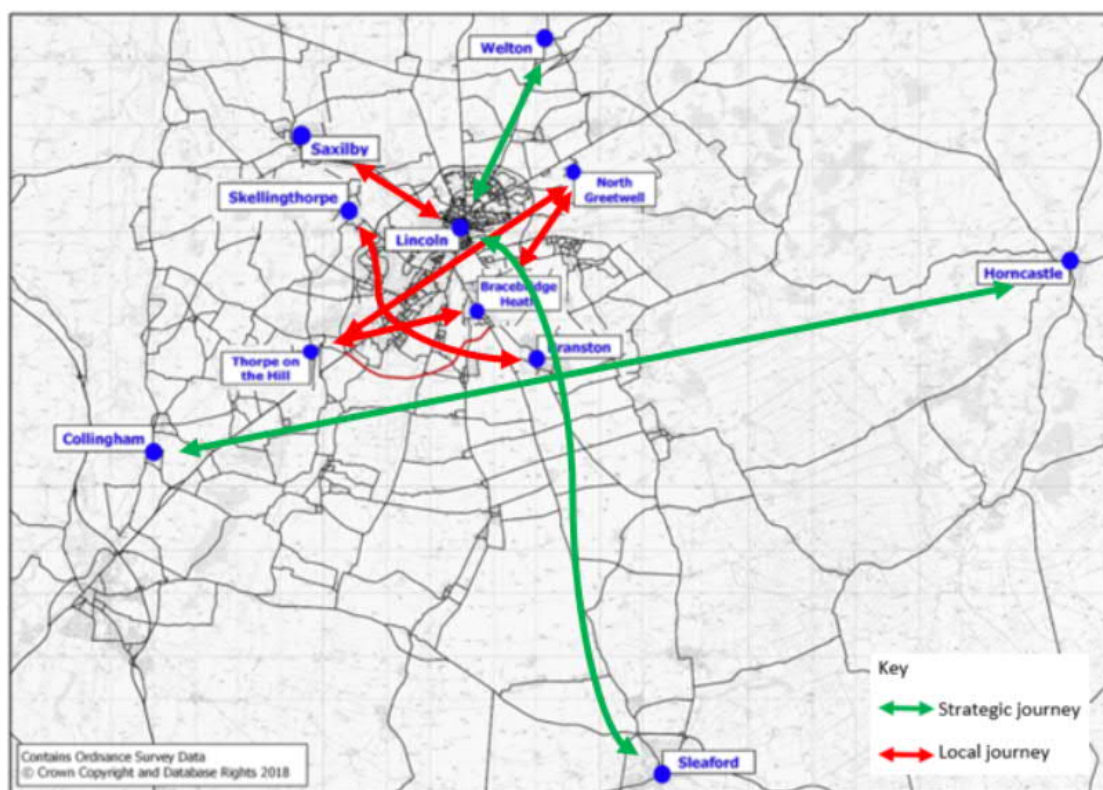 Welton
Saxilby
Skellingthorpe
North
Greetwell
Lincoln
Horncastle
Bracebridge
Heath
Branston
Thorpe on
the Hill
Collingham
Key
Strategic journey
Local journey
Sleaford
Contains Ordnance Survey Data
© Crown Copyright and Database Rights 2018